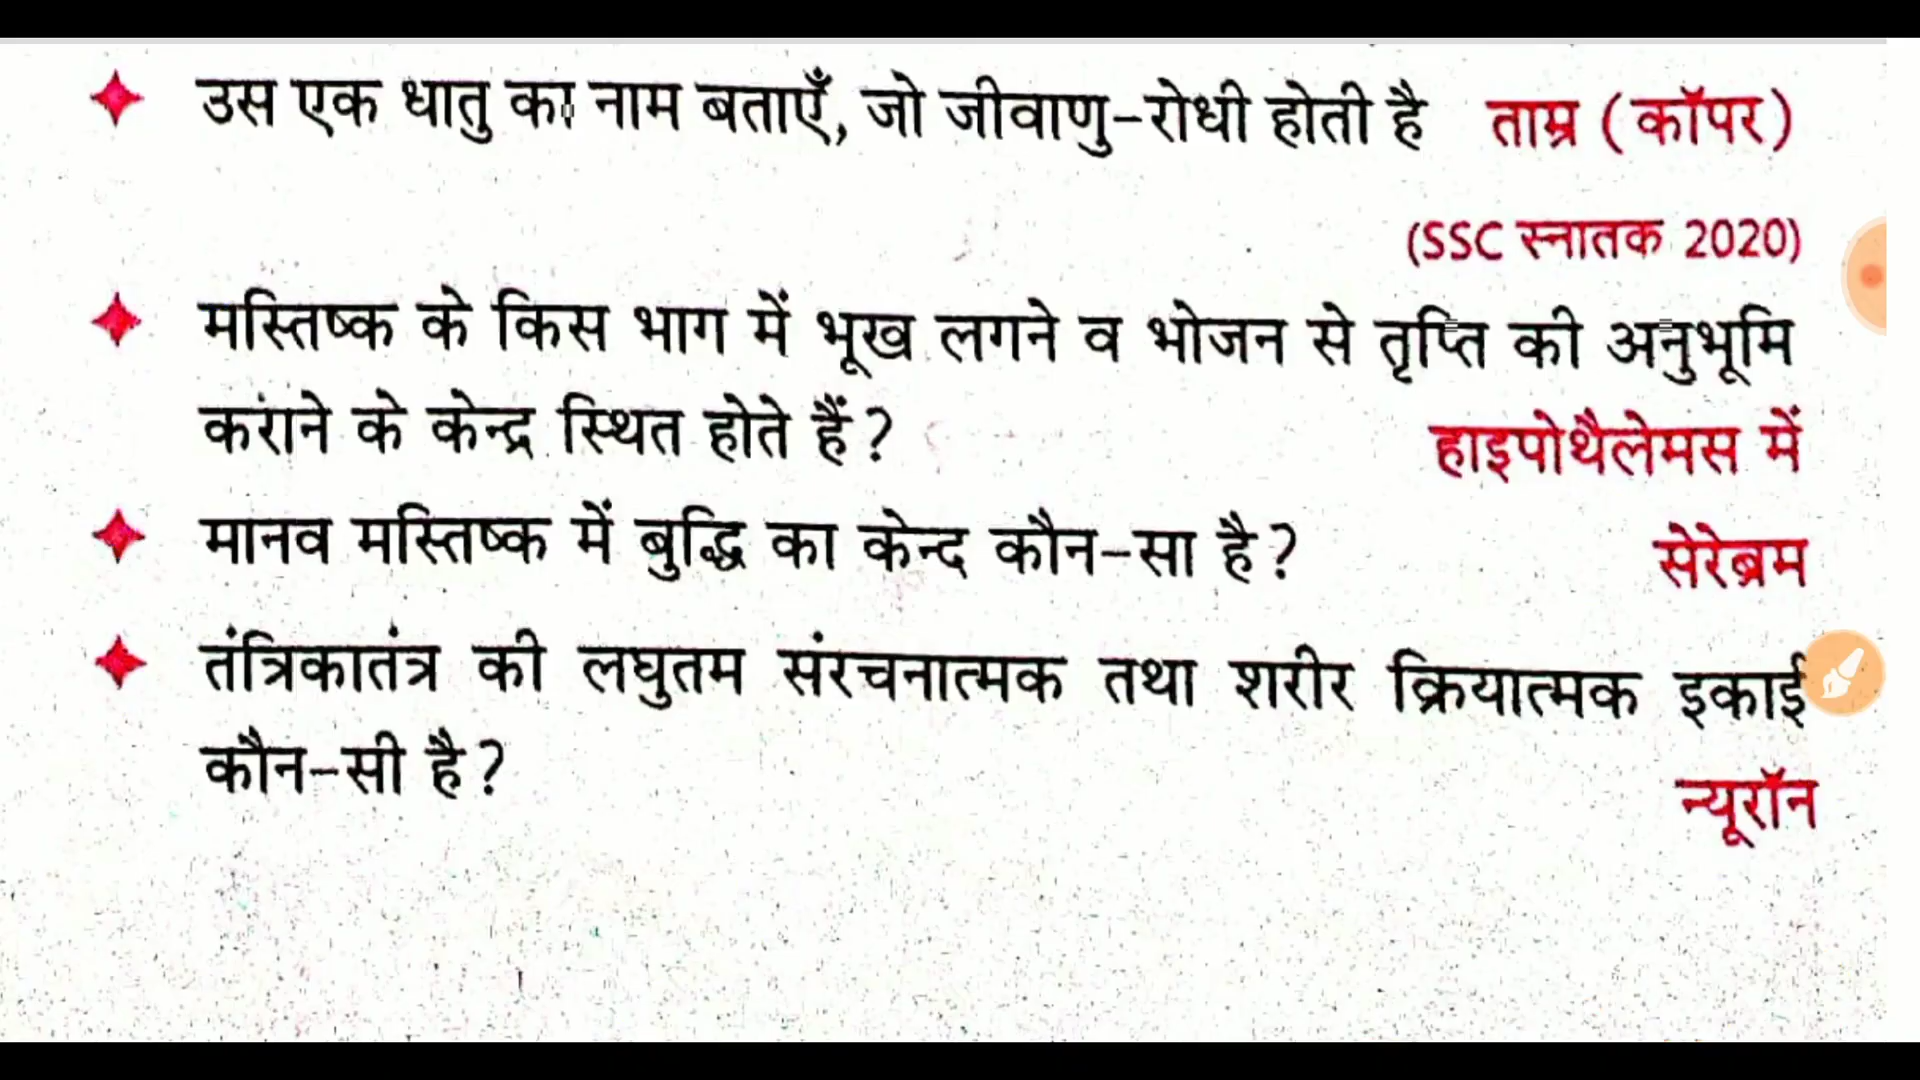 उस एक धातु का नाम बताएँ, जो जीवाणु-रोधी होती है ताम्र (कॉपर)
(SSC स्नातक 2020)
मस्तिष्क के किस भाग में भूख लगने व भोजन से तृप्ति की अनुभूमि
कराने के केन्द्र स्थित होते हैं? हाइपोथैलेमस में
मानव मस्तिष्क में बुद्धि का केन्द कौन-सा है? सेरेब्रम
तंत्रिकातंत्र की लघुतम संरचनात्मक तथा शरीर क्रियात्मक इकाई
कौन-सी है?
न्यूरॉन